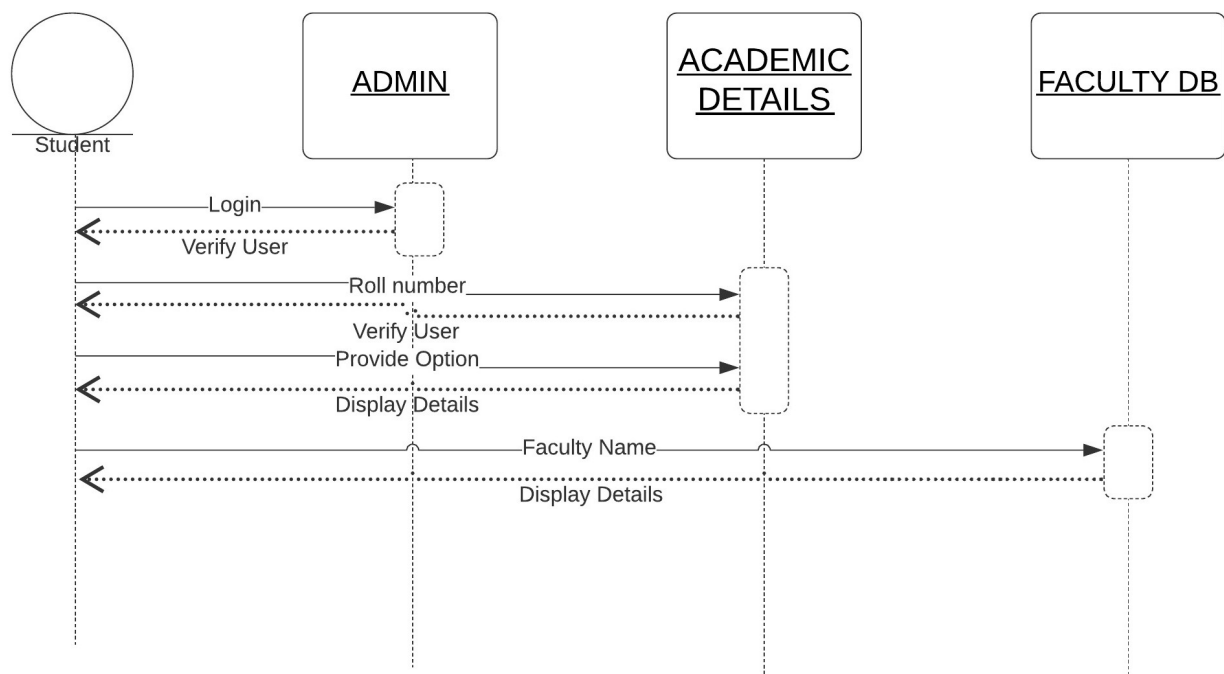 ADMIN
ACADEMIC
DETAILS
FACULTY DB
Student
Login
Verify User
Roll number
Verify User
Provide Option
Display Details
Faculty Name
Display Details